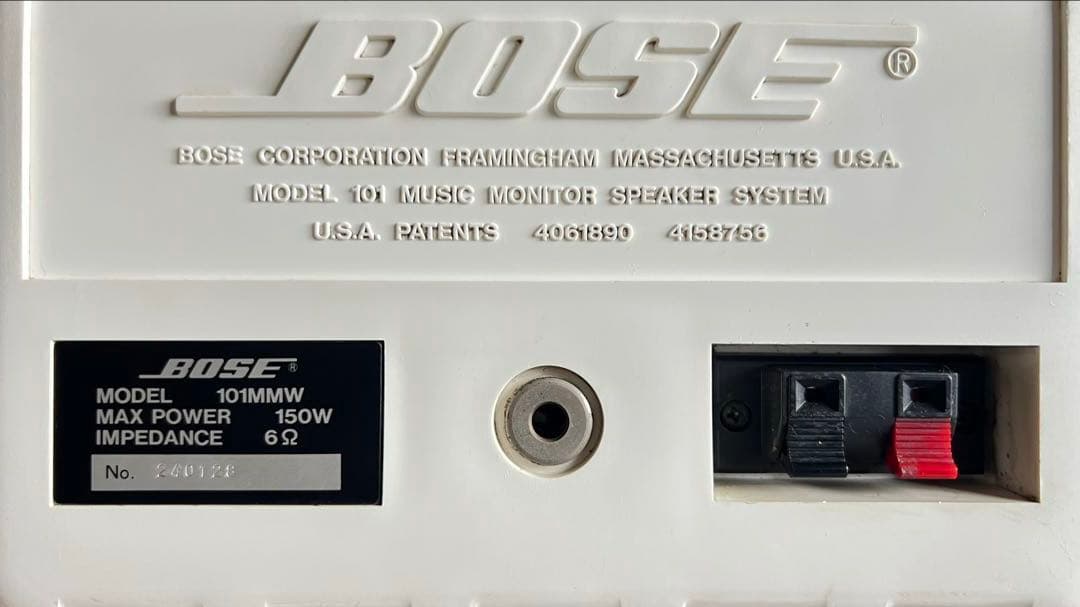 BOSE ®
BOSE CORPORATION FRAMINGHAM MASSACHUSETTS U.S.A.
MODEL 101 MUSIC MONITOR SPEAKER SYSTEM
U.S.A. PATENTS 4061890 4158756
BOSE ®
MODEL 101MMW
MAX POWER 150W
IMPEDANCE 6Ω
No. 240128